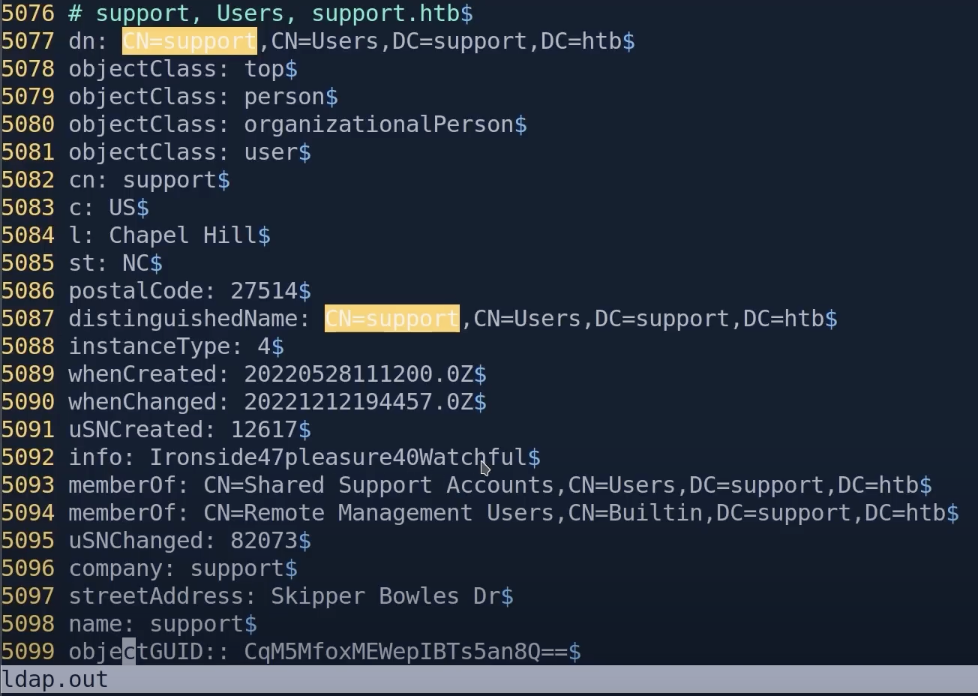 5076 # support, Users, support.htb$
5077 dn: CN=support,CN=Users,DC=support,DC=htb$
5078 objectClass: top$
5079 objectClass: person$
5080 objectClass: organizationalPerson$
5081 objectClass: user$
5082 cn: support$
5083 c: US$
5084 l: Chapel Hill$
5085 st: NC$
5086 postalCode: 27514$
5087 distinguishedName: CN=support,CN=Users,DC=support,DC=htb$
5088 instanceType: 4$
5089 whenCreated: 20220528111200.0Z$
5090 whenChanged: 20221212194457.0Z$
5091 uSNCreated: 12617$
5092 info: Ironside47pleasure40Watchful$
5093 memberOf: CN=Shared Support Accounts,CN=Users,DC=support,DC=htb$
5094 memberOf: CN=Remote Management Users,CN=Builtin,DC=support,DC=htb$
5095 uSNChanged: 82073$
5096 company: support$
5097 streetAddress: Skipper Bowles Dr$
5098 name: support$
5099 objectGUID:: CqM5MfoxMEWepIBTs5an8Q==$
ldap.out